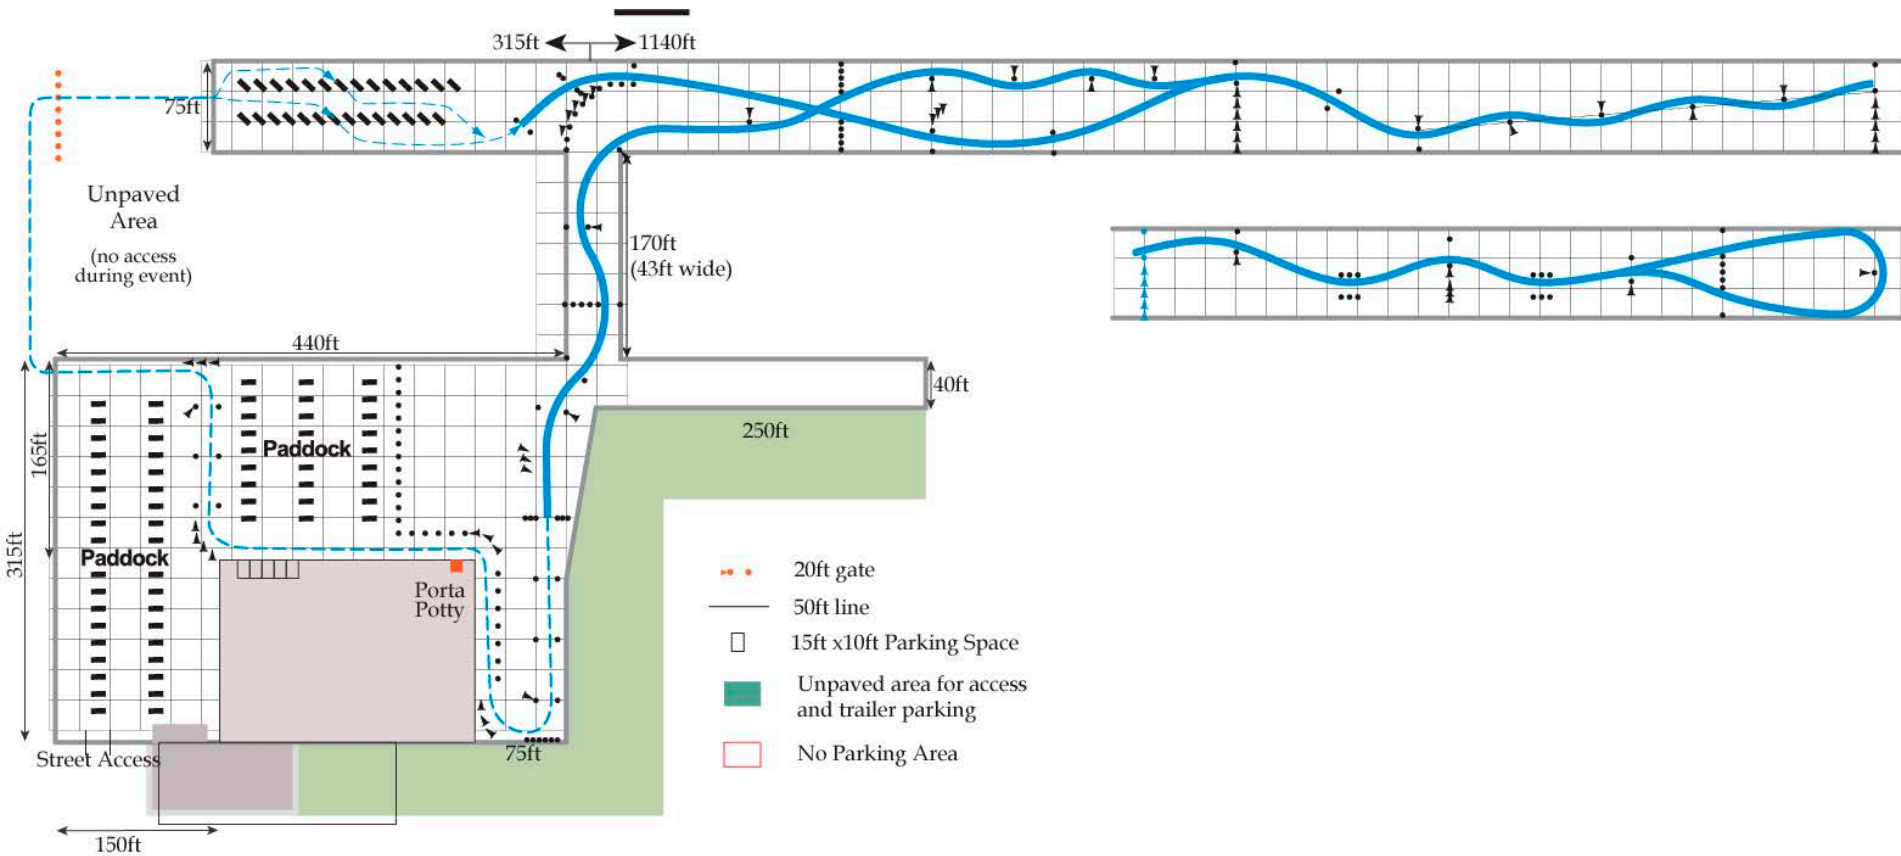 315ft
1140ft
75ft
Unpaved
Area
(no access
during event)
170ft
(43ft wide)
440ft
40ft
250ft
165ft
Paddock
315ft
Paddock
Porta
Potty
20ft gate
50ft line
15ft x10ft Parking Space
Unpaved area for access
and trailer parking
No Parking Area
Street Access
75ft
150ft